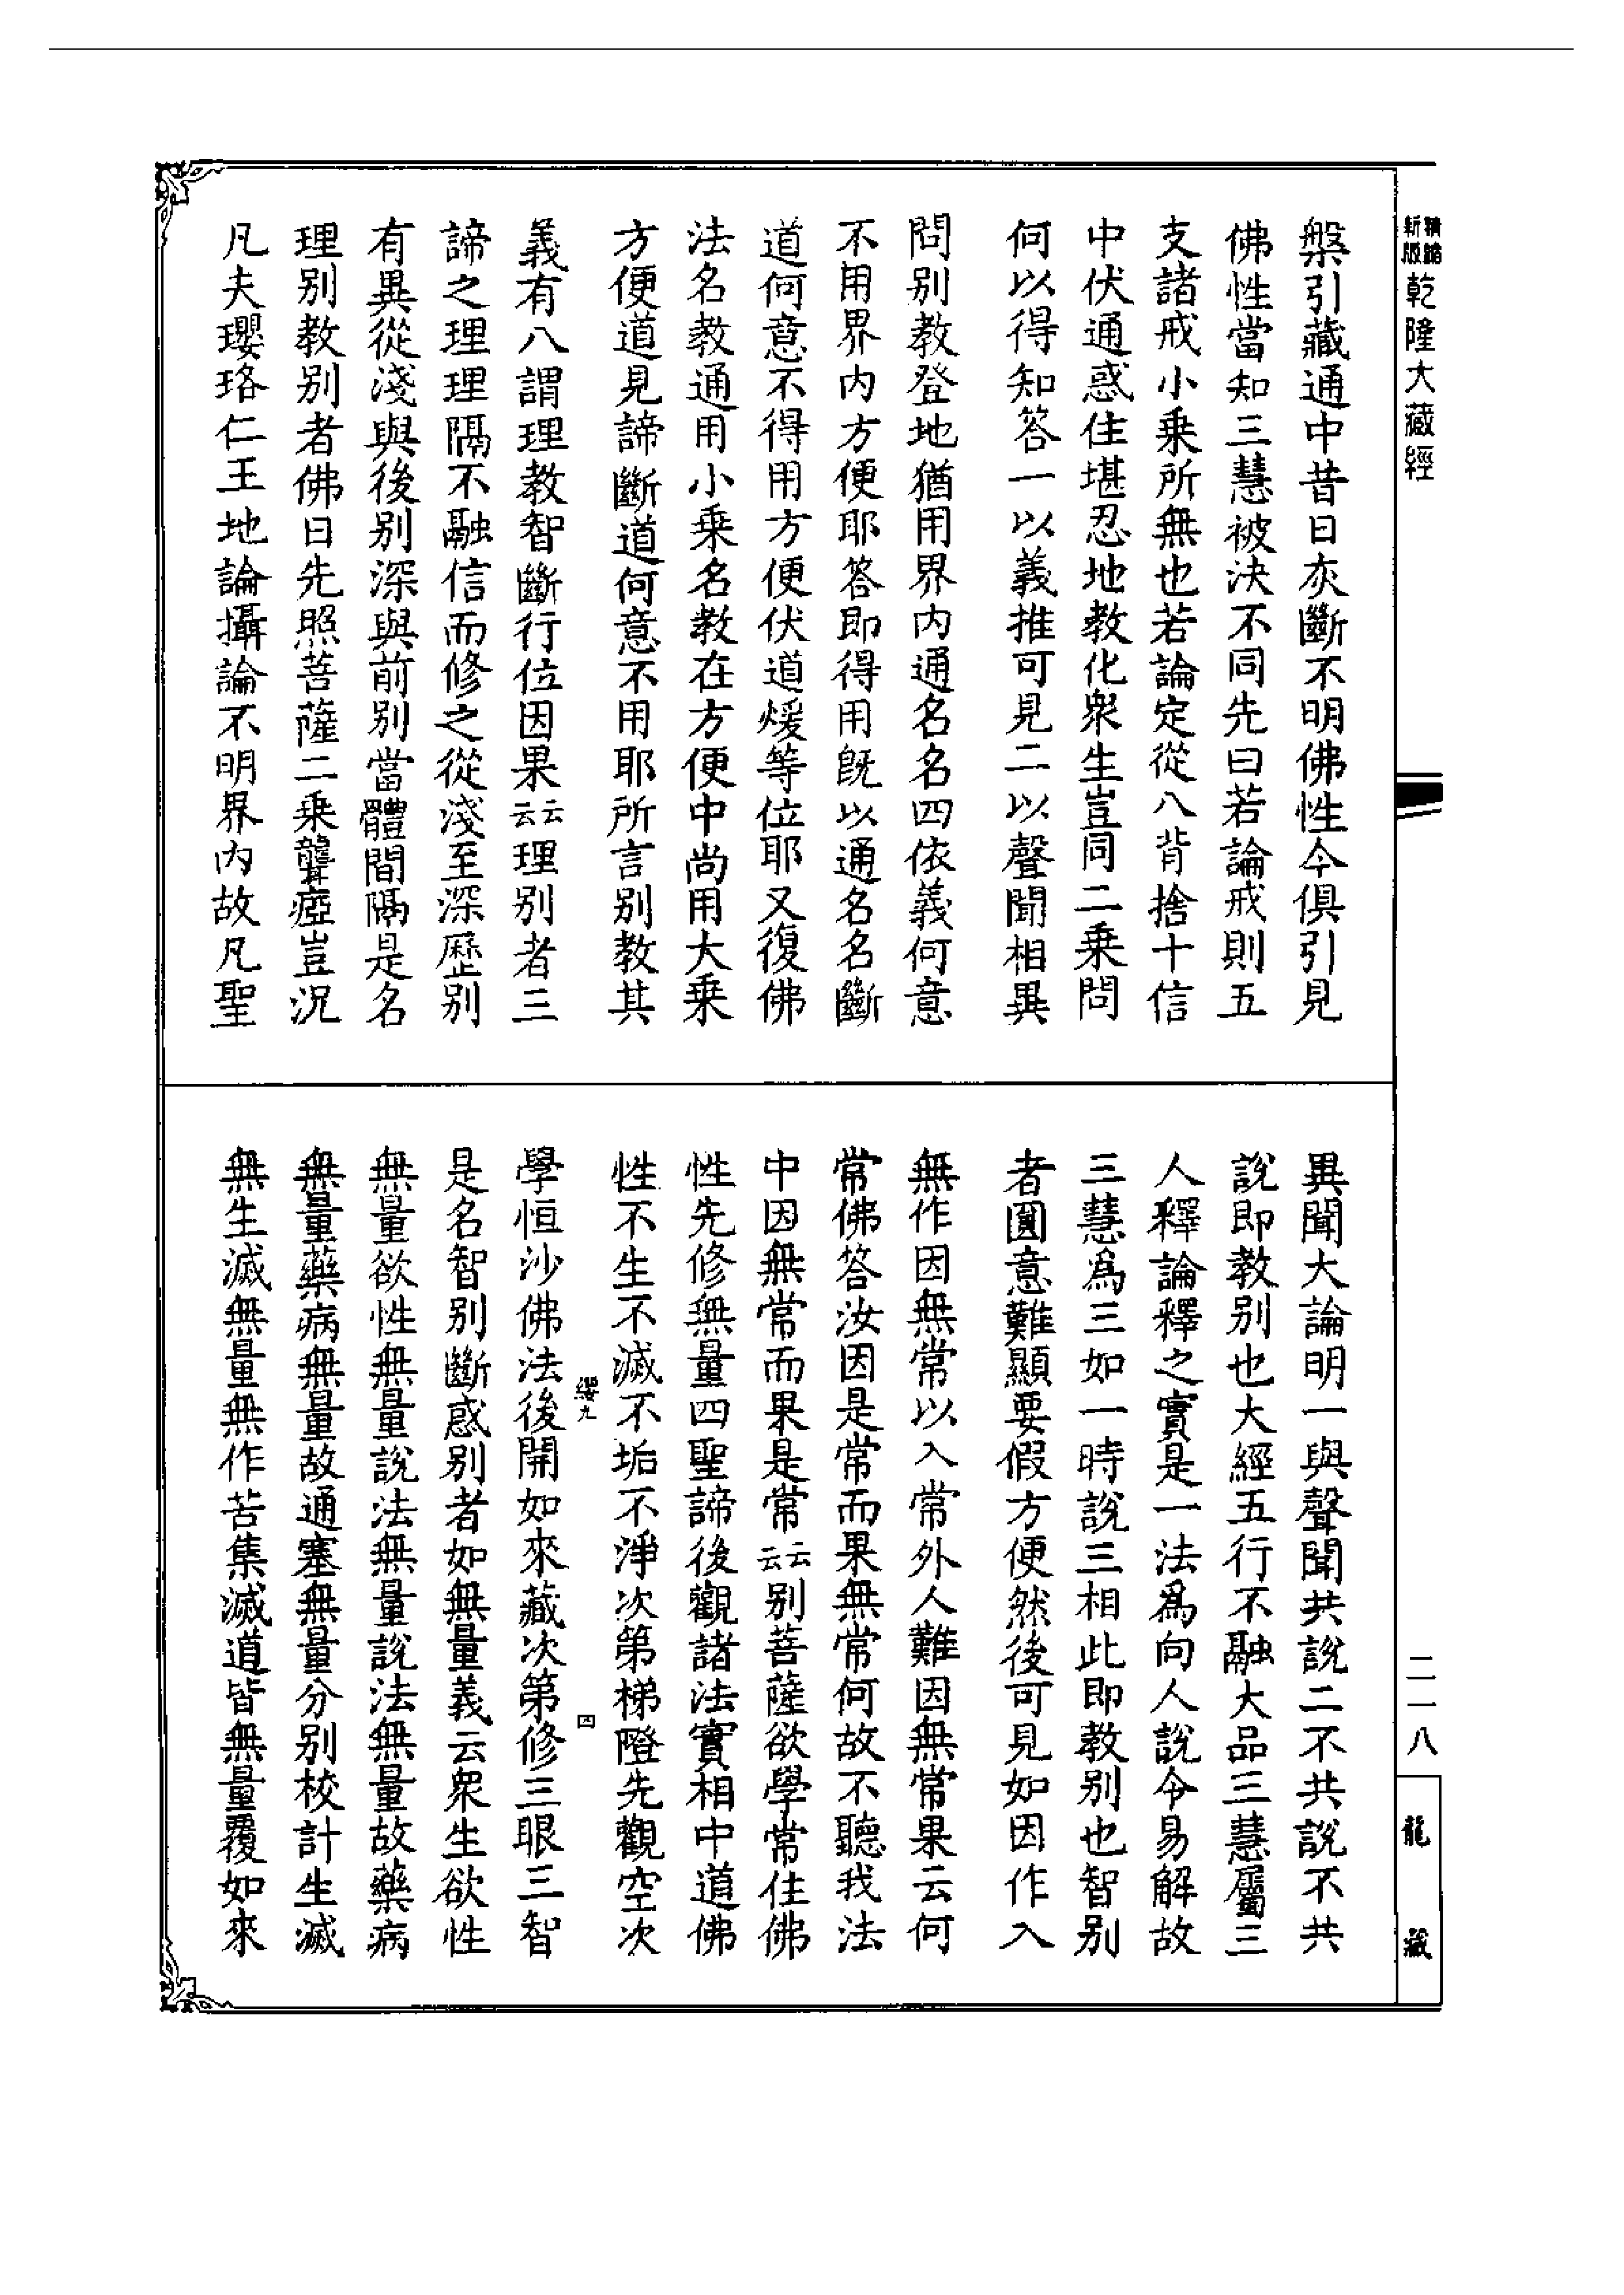 精縮
新版
乾隆大藏經
二一八
龍藏
槃引藏通中昔日灰斷不明佛性今俱引見
佛性當知三慧被決不同先曰若論戒則五
支諸戒小乘所無也若論定從八背捨十信
中伏通惑住堪忍地教化衆生豈同二乘問
何以得知答一以義推可見二以聲聞相異
問别教登地猶用界内通名名四依義何意
不用界内方便耶答即得用旣以通名名斷
道何意不得用方便伏道煖等位耶又復佛
法名教通用小乘名教在方便中尚用大乘
方便道見諦斷道何意不用耶所言别教其
義有八謂理教智斷行位因果云云理别者三
諦之理理隔不融信而修之從淺至深歷别
有異從淺與後别深與前别當體間隔是名
理别教别者佛日先照菩薩二乘聾瘂豈況
凡夫瓔珞仁王地論攝論不明界内故凡聖
異聞大論明一與聲聞共說二不共說不共
說即教别也大經五行不融大品三慧屬三
人釋論釋之實是一法爲向人說令易解故
三慧爲三如一時說三相此即教别也智别
者圓意難顯要假方便然後可見如因作入
無作因無常以入常外人難因無常果云何
常佛答汝因是常而果無常何故不聽我法
中因無常而果是常云云别菩薩欲學常住佛
性先修無量四聖諦後觀諸法實相中道佛
性不生不滅不垢不淨次第梯隥先觀空次
纓九
四
學恒沙佛法後開如來藏次第修三眼三智
是名智别斷惑别者如無量義云衆生欲性
無量欲性無量說法無量說法無量故藥病
無量藥病無量故通塞無量分别校計生滅
無生滅無量無作苦集滅道皆無量覆如來